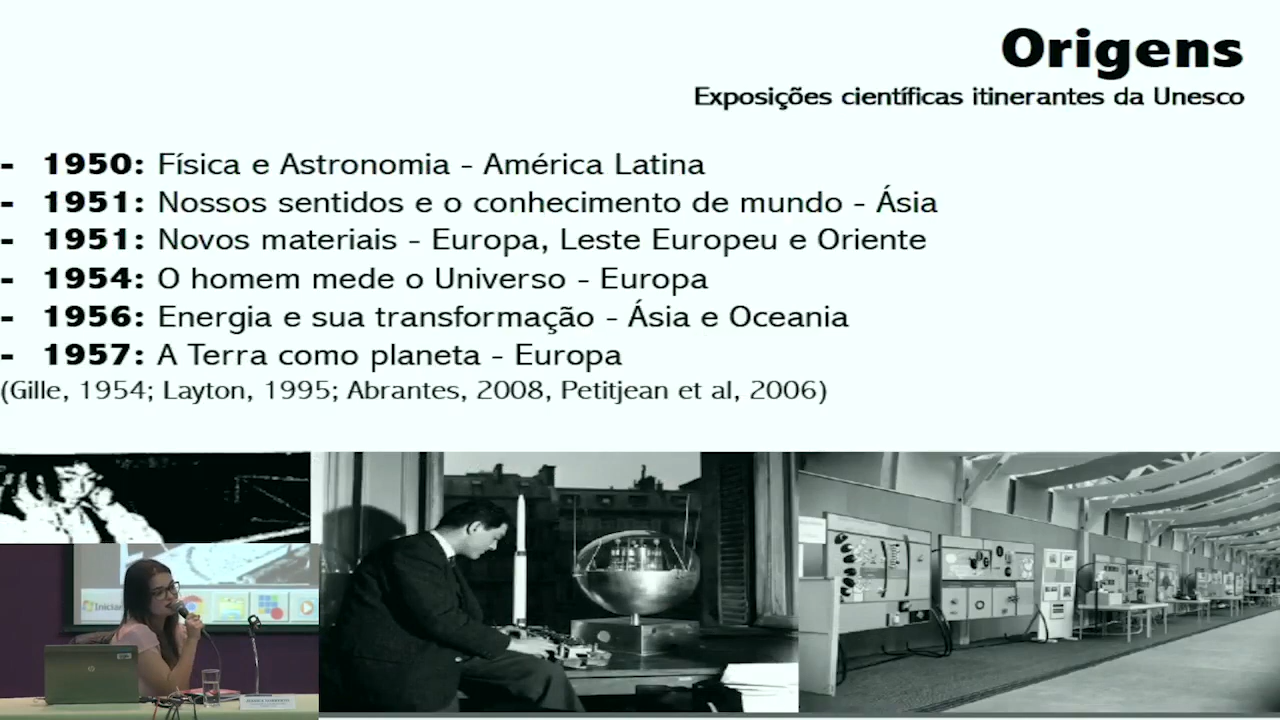 Origens
Exposições científicas itinerantes da Unesco
- 1950: Física e Astronomia - América Latina
- 1951: Nossos sentidos e o conhecimento de mundo - Ásia
- 1951: Novos materiais - Europa, Leste Europeu e Oriente
- 1954: O homem mede o Universo - Europa
- 1956: Energia e sua transformação - Ásia e Oceania
- 1957: A Terra como planeta - Europa
(Gille, 1954; Layton, 1995; Abrantes, 2008, Petitjean et al, 2006)
Iniciar